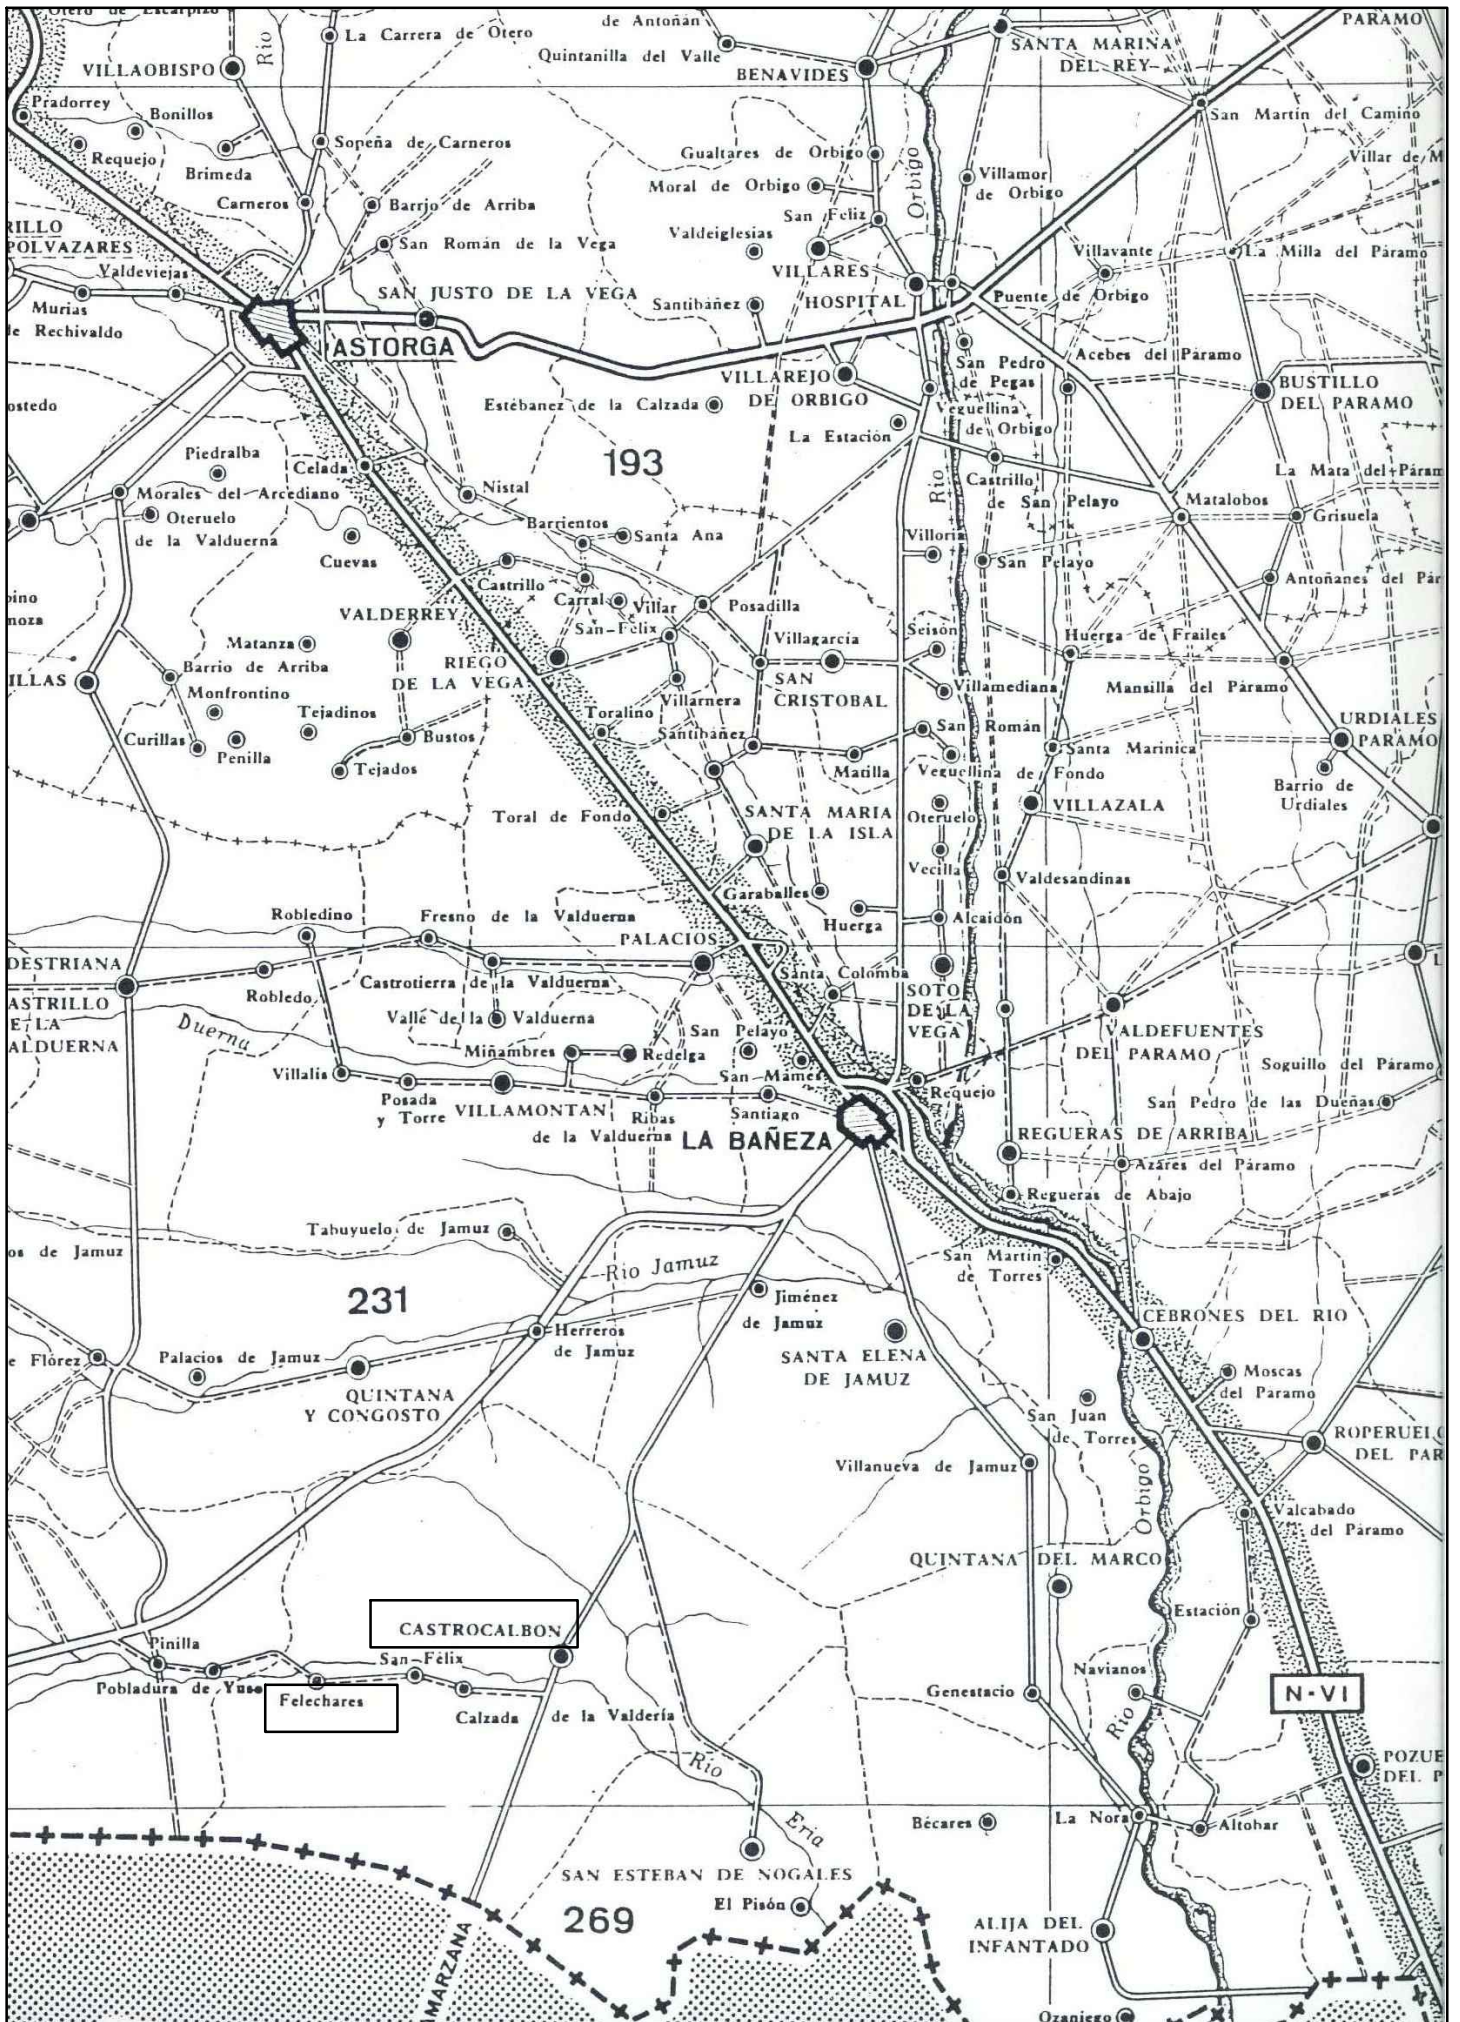 La Carrera de Otero
de Antoñán
Quintanilla del Valle
BENAVIDES
SANTA MARINA
DEL REY
PARAMO
VILLAOBISPO
Rio
Pradorrey
Bonillos
Requejo
Brimeda
Sopeña de Carneros
Carneros
Barrio de Arriba
San Román de la Vega
Gualtares de Orbigo
Moral de Orbigo
San Feliz
Valdeiglesias
VILLARES
Orbigo
Villamor
de Orbigo
San Martín del Camino
Villar de M
Villavante
La Milla del Páramo
RILLO
POLVAZARES
Valdeviejas
Murias
de Rechivaldo
SAN JUSTO DE LA VEGA
Santibáñez
HOSPITAL
Puente de Orbigo
ASTORGA
VILLAREJO
DE ORBIGO
San Pedro
de Pegas
Acebes del Páramo
BUSTILLO
DEL PARAMO
ostedo
Estébanez de la Calzada
La Estación
Veguellina
de Orbigo
193
Piedralba
Celada
Nistal
Rio
Castrillo
de San Pelayo
La Mata del Páram
Matalobos
Grisuela
Morales del Arcediano
Oteruelo
de la Valduerna
Cuevas
Barrientos
Santa Ana
Villoria
San Pelayo
Antoñanes del Pár
Castrillo
Carral
Villar
Posadilla
VALDERREY
San-Félix
Villagarcía
Seisón
Huerga de Frailes
pino
noza
Matanza
Barrio de Arriba
Monfrontino
ILLAS
RIEGO
DE LA VEGA
SAN
CRISTOBAL
Villamediana
Mansilla del Páramo
Tejadinos
Villarnera
Curillas
Penilla
Bustos
Tejados
Toralino
Santibáñez
San Román
Matilla
Veguellina de Fondo
Santa Marinica
URDIALES
PARAMO
Barrio de
Urdiales
Toral de Fondo
SANTA MARIA
DE LA ISLA
Oteruelo
VILLAZALA
Vecilla
Valdesandinas
Garaballes
Huerga
Alcaidón
Robledino
Fresno de la Valduerna
PALACIOS
DESTRIANA
Robledo
Castrotierra de la Valduerna
Santa Colomba
SOTO
DE LA
VEGA
ASTRILLO
E LA
ALDUERNA
Duerna
Valle de la Valduerna
San Pelayo
VALDEFUENTES
DEL PARAMO
Miñambres
Redelga
San-Mamés
Soguillo del Páramo
Villalís
Posada
y Torre
VILLAMONTAN
Ribas
de la Valduerna
Santiago
Requejo
San Pedro de las Dueñas
LA BAÑEZA
REGUERAS DE ARRIBA
Azares del Páramo
Regueras de Abajo
Tabuyuelo de Jamuz
os de Jamuz
Rio Jamuz
San Martín
de Torres
231
Jiménez
de Jamuz
CEBRONES DEL RIO
e Flórez
Palacios de Jamuz
Herreros
de Jamuz
SANTA ELENA
DE JAMUZ
Moscas
del Páramo
QUINTANA
Y CONGOSTO
San Juan
de Torres
ROPERUELO
DEL PAR
Villanueva de Jamuz
Orbigo
Valcabado
del Páramo
QUINTANA DEL MARCO
CASTROCALBON
Estación
Pinilla
San-Félix
Pobladura de Yuso
Felechares
Calzada de la Valdería
Genestacio
Navianos
N-VI
Rio
Rio
Eria
POZUE
DEL P
Bécares
La Nora
Altobar
SAN ESTEBAN DE NOGALES
El Pisón
269
ALIJA DEL
INFANTADO
AMARZANA
Ozaniego